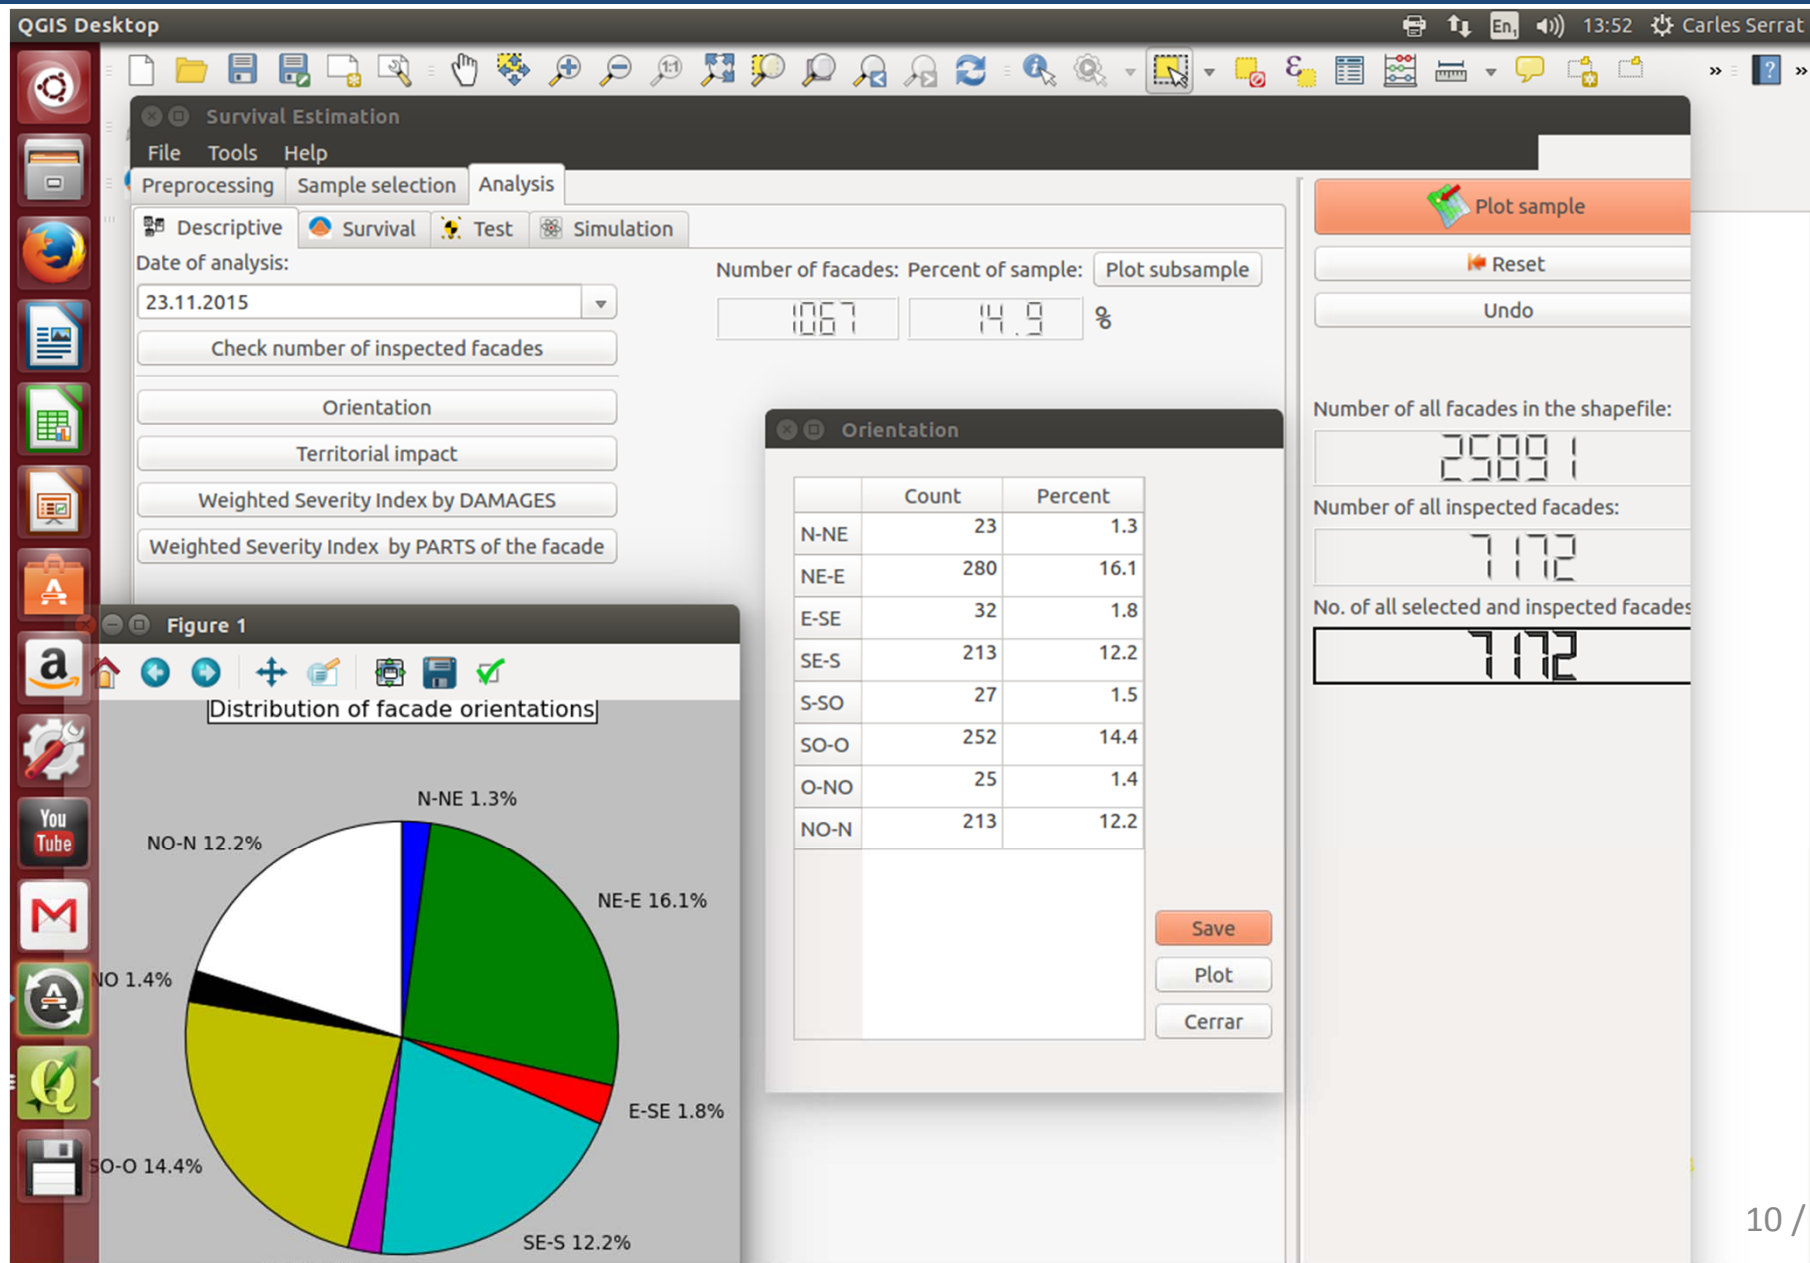 QGIS Desktop
En1 13:52 Carles Serrat
1:1
» ? »
Survival Estimation
File Tools Help
Preprocessing Sample selection Analysis
Descriptive Survival Test Simulation
Date of analysis:
23.11.2015
Check number of inspected facades
Orientation
Territorial impact
Weighted Severity Index by DAMAGES
Weighted Severity Index by PARTS of the facade
Number of facades: Percent of sample: Plot subsample
1067 14.9 %
Plot sample
Reset
Undo
Number of all facades in the shapefile:
25891
Number of all inspected facades:
7172
No. of all selected and inspected facades
7172
Orientation
Count Percent
N-NE 23 1.3
NE-E 280 16.1
E-SE 32 1.8
SE-S 213 12.2
S-SO 27 1.5
SO-O 252 14.4
O-NO 25 1.4
NO-N 213 12.2
Save
Plot
Cerrar
Figure 1
Distribution of facade orientations
N-NE 1.3%
NO-N 12.2%
NE-E 16.1%
NO 1.4%
E-SE 1.8%
SO-O 14.4%
SE-S 12.2%
a
You
Tube
10 /